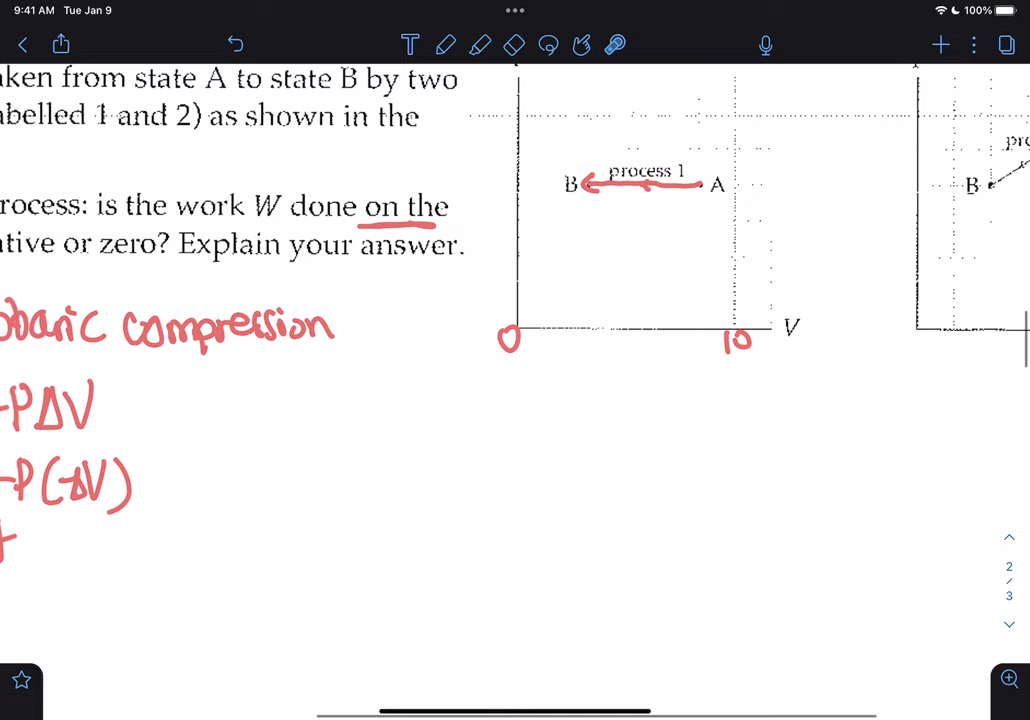 9:41 AM Tue Jan 9
100%
aken from state A to state B by two
abelled 1 and 2) as shown in the
rocess: is the work W done on the
ative or zero? Explain your answer.
obaric compression
-PΔV
-P(-ΔV)
+
process 1
B
A
0
10
V
pro
B
2
/
3